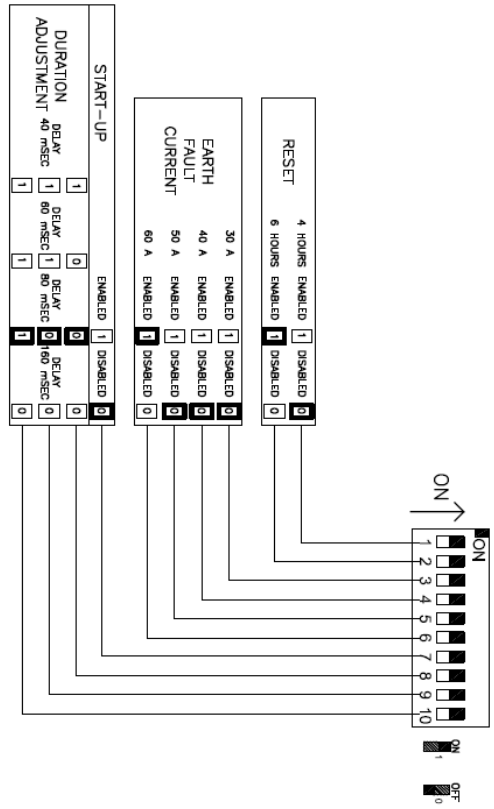 ON
ON
1 2 3 4 5 6 7 8 9 10
ON
1
OFF
0
RESET
4 HOURS ENABLED 1 DISABLED 0
6 HOURS ENABLED 1 DISABLED 0
EARTH
FAULT
CURRENT
30 A ENABLED 1 DISABLED 0
40 A ENABLED 1 DISABLED 0
50 A ENABLED 1 DISABLED 0
60 A ENABLED 1 DISABLED 0
START-UP ENABLED 1 DISABLED 0
DURATION
ADJUSTMENT
DELAY
40 mSEC
1
1
1
DELAY
60 mSEC
0
1
1
DELAY
80 mSEC
0
0
1
DELAY
160 mSEC
0
0
0